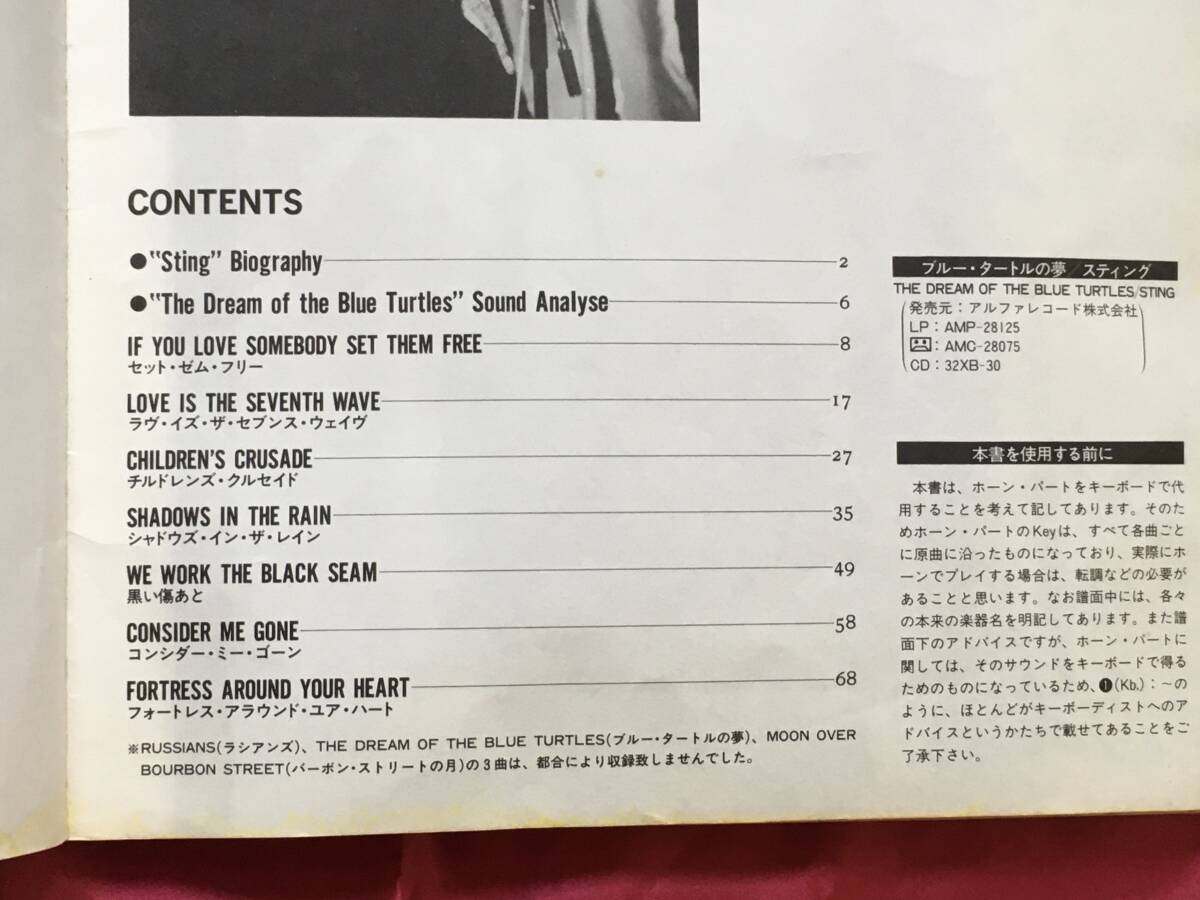 CONTENTS
●"Sting" Biography 2
●"The Dream of the Blue Turtles" Sound Analyse 6
IF YOU LOVE SOMEBODY SET THEM FREE 8
セット・ゼム・フリー
LOVE IS THE SEVENTH WAVE 17
ラヴ・イズ・ザ・セブンス・ウェイヴ
CHILDREN'S CRUSADE 27
チルドレンズ・クルセイド
SHADOWS IN THE RAIN 35
シャドウズ・イン・ザ・レイン
WE WORK THE BLACK SEAM 49
黒い傷あと
CONSIDER ME GONE 58
コンシダー・ミー・ゴーン
FORTRESS AROUND YOUR HEART 68
フォートレス・アラウンド・ユア・ハート
※RUSSIANS(ラシアンズ)、THE DREAM OF THE BLUE TURTLES(ブルー・タートルの夢)、MOON OVER
BOURBON STREET(バーボン・ストリートの月)の3曲は、都合により収録致しませんでした。
ブルー・タートルの夢/スティング
THE DREAM OF THE BLUE TURTLES/STING
発売元:アルファレコード株式会社
LP:AMP-28125
:AMC-28075
CD:32XB-30
本書を使用する前に
本書は、ホーン・パートをキーボードで代
用することを考えて記してあります。そのた
めホーン・パートのKeyは、すべて各曲ごと
に原曲に沿ったものになっており、実際にホ
ーンでプレイする場合は、転調などの必要が
あることと思います。なお譜面中には、各々
の本来の楽器名を明記してあります。また譜
面下のアドバイスですが、ホーン・パートに
関しては、そのサウンドをキーボードで得る
ためのものになっているため、❶(Kb.):~の
ように、ほとんどがキーボーディストへのア
ドバイスというかたちで載せてあることをご
了承下さい。